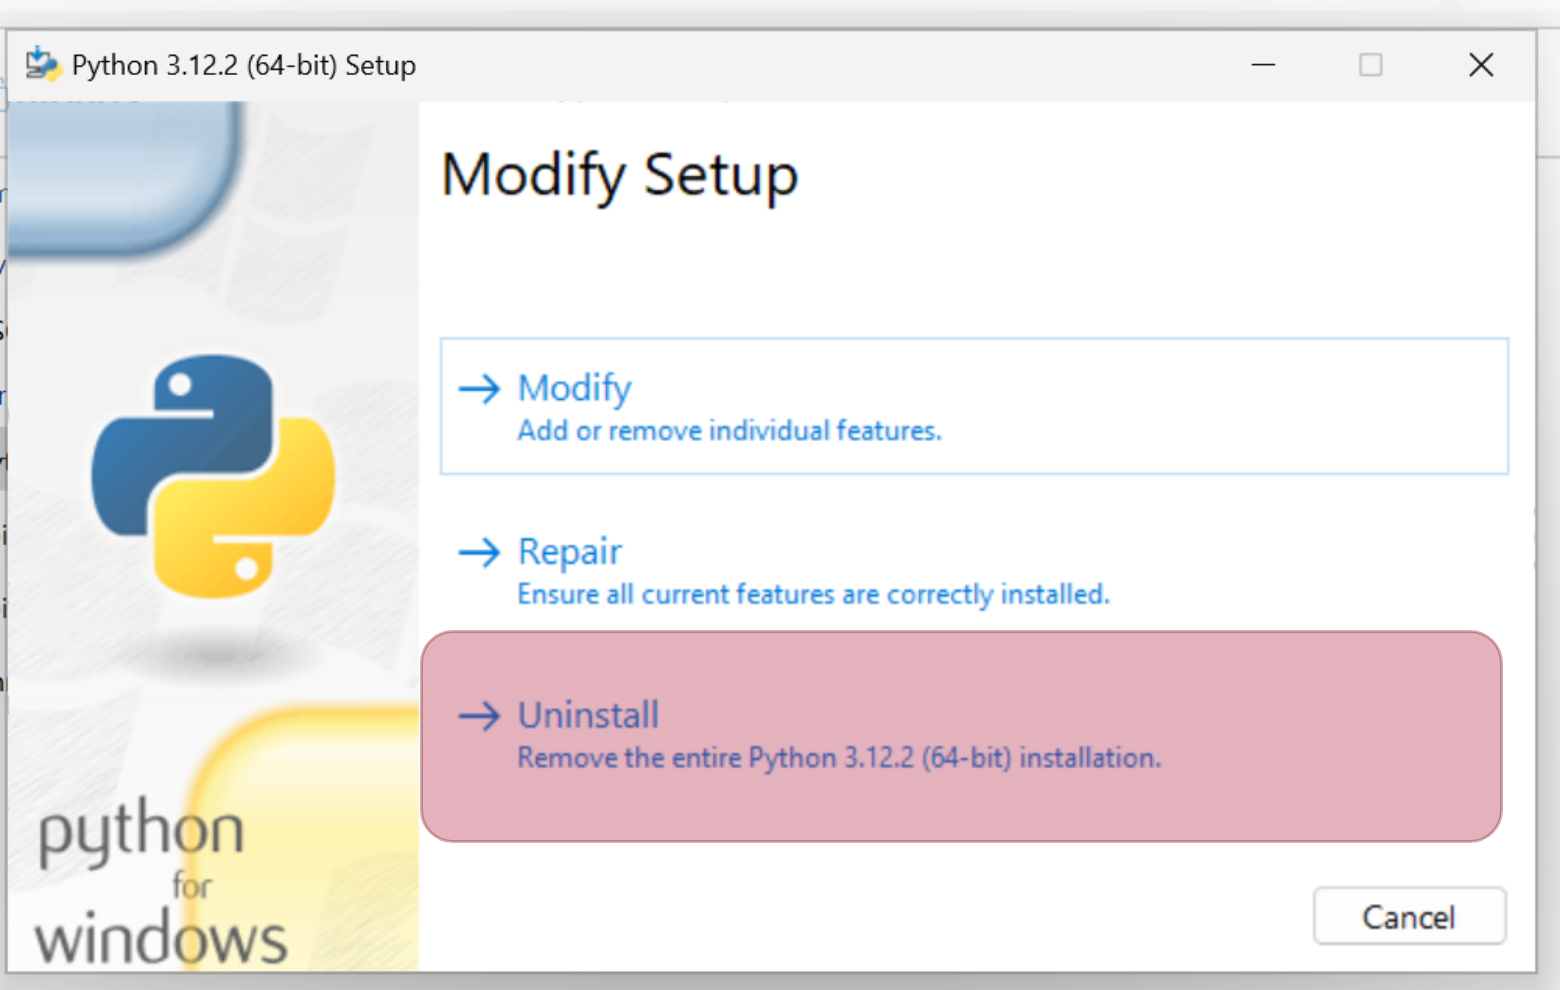 Python 3.12.2 (64-bit) Setup
Modify Setup
Modify
Add or remove individual features.
Repair
Ensure all current features are correctly installed.
Uninstall
Remove the entire Python 3.12.2 (64-bit) installation.
python
for
windows
Cancel